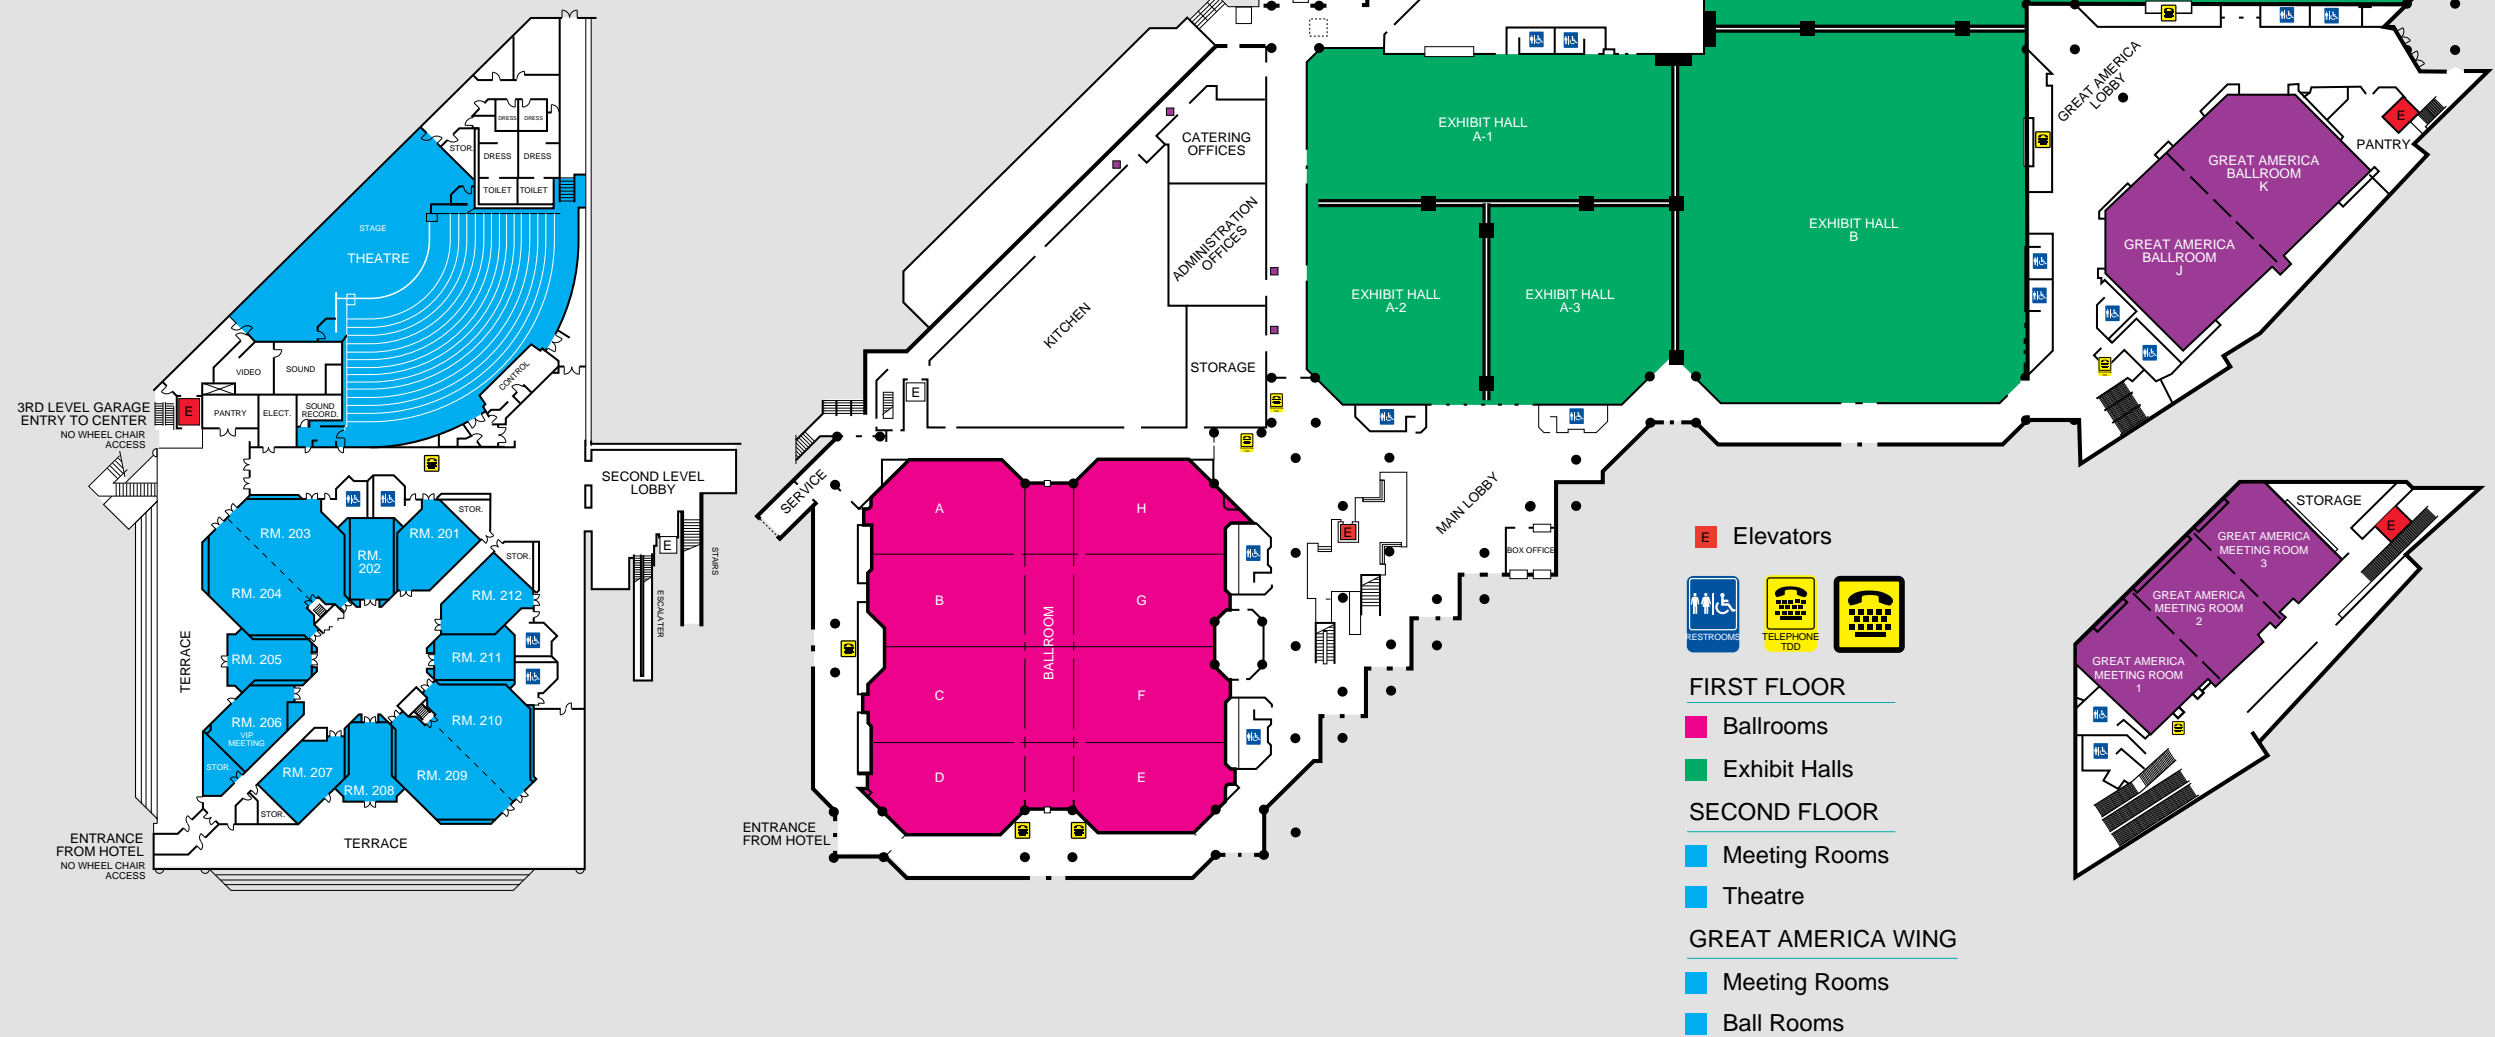 DRESS
DRESS
STOR.
DRESS
DRESS
TOILET
TOILET
STAGE
THEATRE
VIDEO
SOUND
CONTROL
3RD LEVEL GARAGE
ENTRY TO CENTER
NO WHEEL CHAIR
ACCESS
E
PANTRY
ELECT.
SOUND
RECORD.
SECOND LEVEL
LOBBY
E
STAIRS
ESCALATER
RM. 203
RM.
202
RM. 201
STOR.
STOR.
RM. 204
RM. 212
RM. 205
RM. 211
RM. 206
VIP
MEETING
RM. 210
STOR.
RM. 207
RM. 208
RM. 209
STOR.
TERRACE
TERRACE
ENTRANCE
FROM HOTEL
NO WHEEL CHAIR
ACCESS
CATERING
OFFICES
ADMINISTRATION
OFFICES
KITCHEN
STORAGE
E
SERVICE
EXHIBIT HALL
A-1
EXHIBIT HALL
A-2
EXHIBIT HALL
A-3
EXHIBIT HALL
B
A
H
B
G
BALLROOM
C
F
D
E
ENTRANCE
FROM HOTEL
MAIN LOBBY
E
BOX OFFICE
GREAT AMERICA
LOBBY
E
PANTRY
GREAT AMERICA
BALLROOM
K
GREAT AMERICA
BALLROOM
J
STORAGE
E
GREAT AMERICA
MEETING ROOM
3
GREAT AMERICA
MEETING ROOM
2
GREAT AMERICA
MEETING ROOM
1
E
Elevators
RESTROOMS
TELEPHONE
TDD
FIRST FLOOR
Ballrooms
Exhibit Halls
SECOND FLOOR
Meeting Rooms
Theatre
GREAT AMERICA WING
Meeting Rooms
Ball Rooms